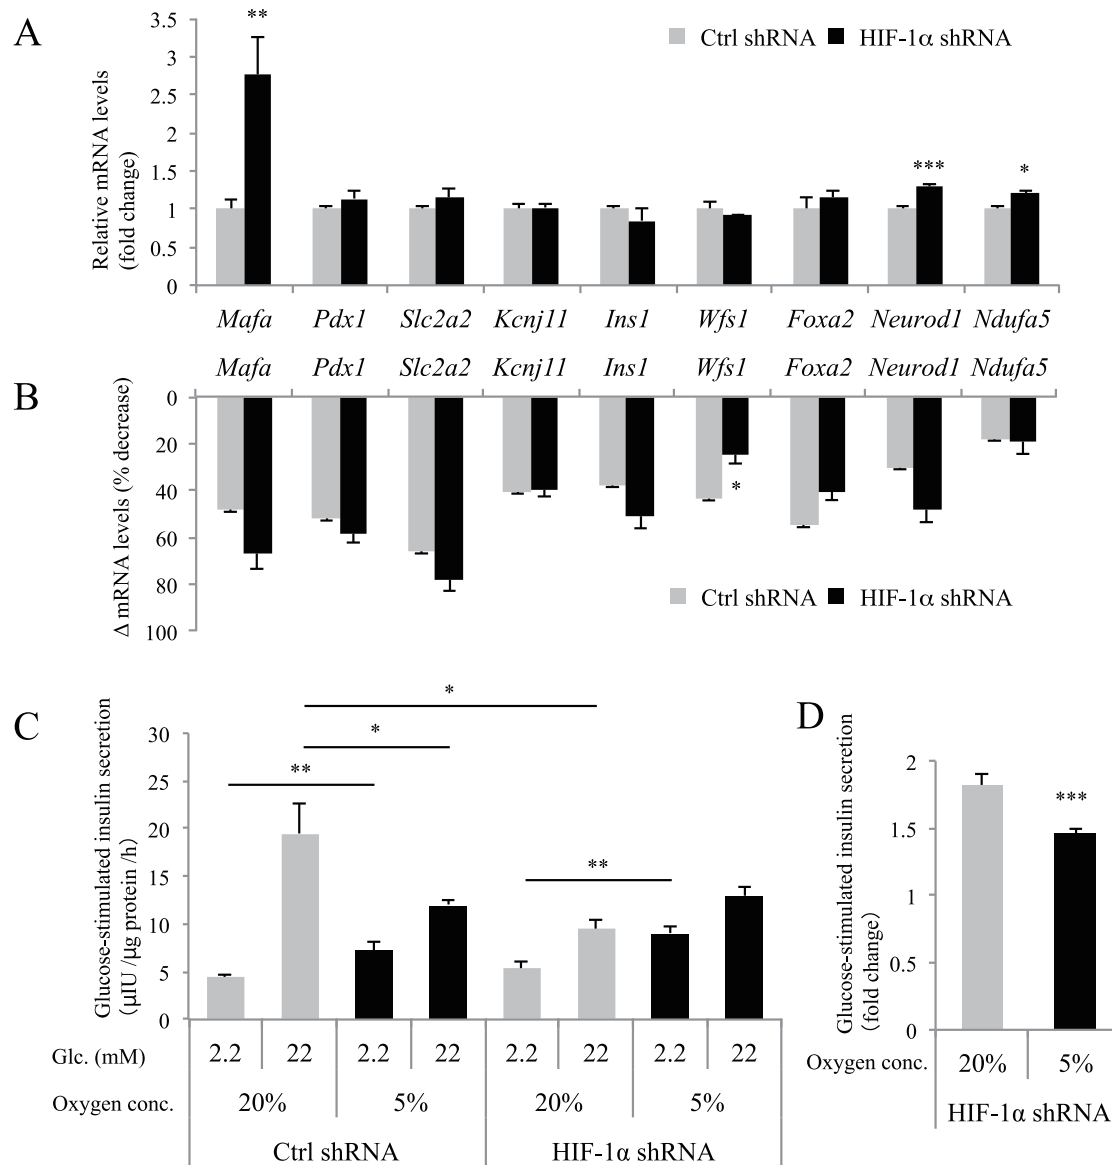 A
Relative mRNA levels
(fold change)
3.5
3
2.5
2
1.5
1
0.5
0
**
***
*
Ctrl shRNA HIF-1α shRNA
Mafa Pdx1 Slc2a2 Kcnj11 Ins1 Wfs1 Foxa2 Neurod1 Ndufa5
Mafa Pdx1 Slc2a2 Kcnj11 Ins1 Wfs1 Foxa2 Neurod1 Ndufa5
B
Δ mRNA levels (% decrease)
0
20
40
60
80
100
*
Ctrl shRNA HIF-1α shRNA
C
Glucose-stimulated insulin secretion
(μIU /μg protein /h)
30
25
20
15
10
5
0
*
*
**
**
Glc. (mM) 2.2 22 2.2 22 2.2 22 2.2 22
Oxygen conc. 20% 5% 20% 5%
Ctrl shRNA HIF-1α shRNA
D
Glucose-stimulated insulin secretion
(fold change)
2
1.5
1
0.5
0
***
Oxygen conc. 20% 5%
HIF-1α shRNA